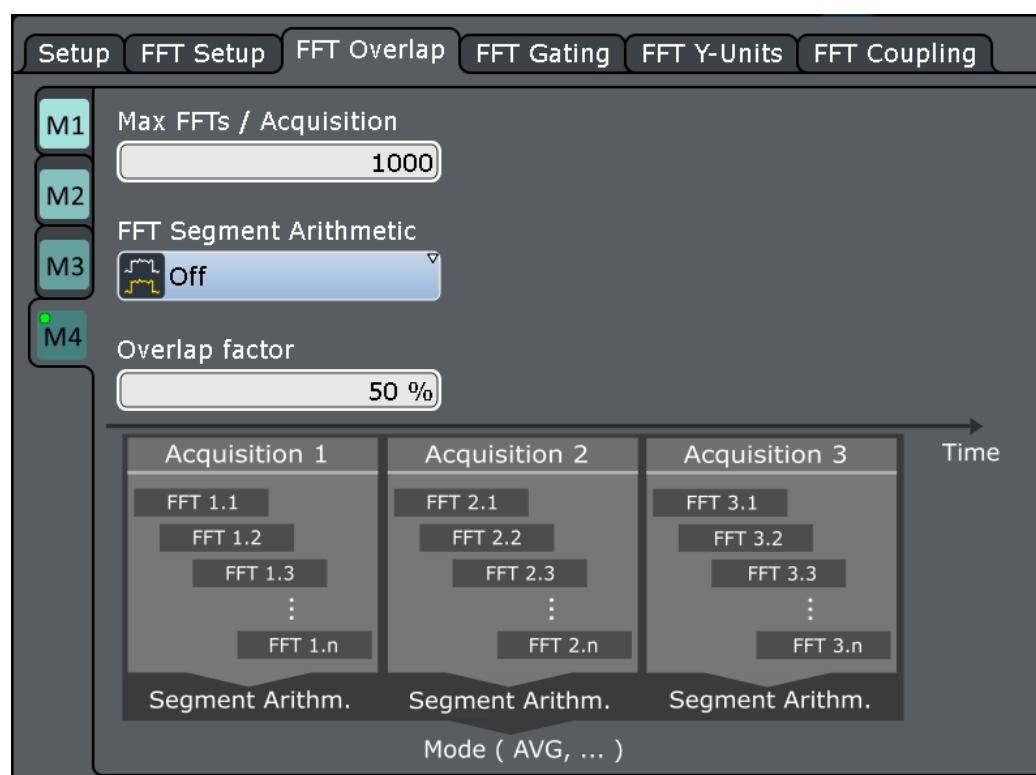 Setup FFT Setup FFT Overlap FFT Gating FFT Y-Units FFT Coupling
M1
M2
M3
M4
Max FFTs / Acquisition
1000
FFT Segment Arithmetic
Off
Overlap factor
50 %
Time
Acquisition 1 Acquisition 2 Acquisition 3
FFT 1.1 FFT 2.1 FFT 3.1
FFT 1.2 FFT 2.2 FFT 3.2
FFT 1.3 FFT 2.3 FFT 3.3
⋮ ⋮ ⋮
FFT 1.n FFT 2.n FFT 3.n
Segment Arithm. Segment Arithm. Segment Arithm.
Mode ( AVG, ... )